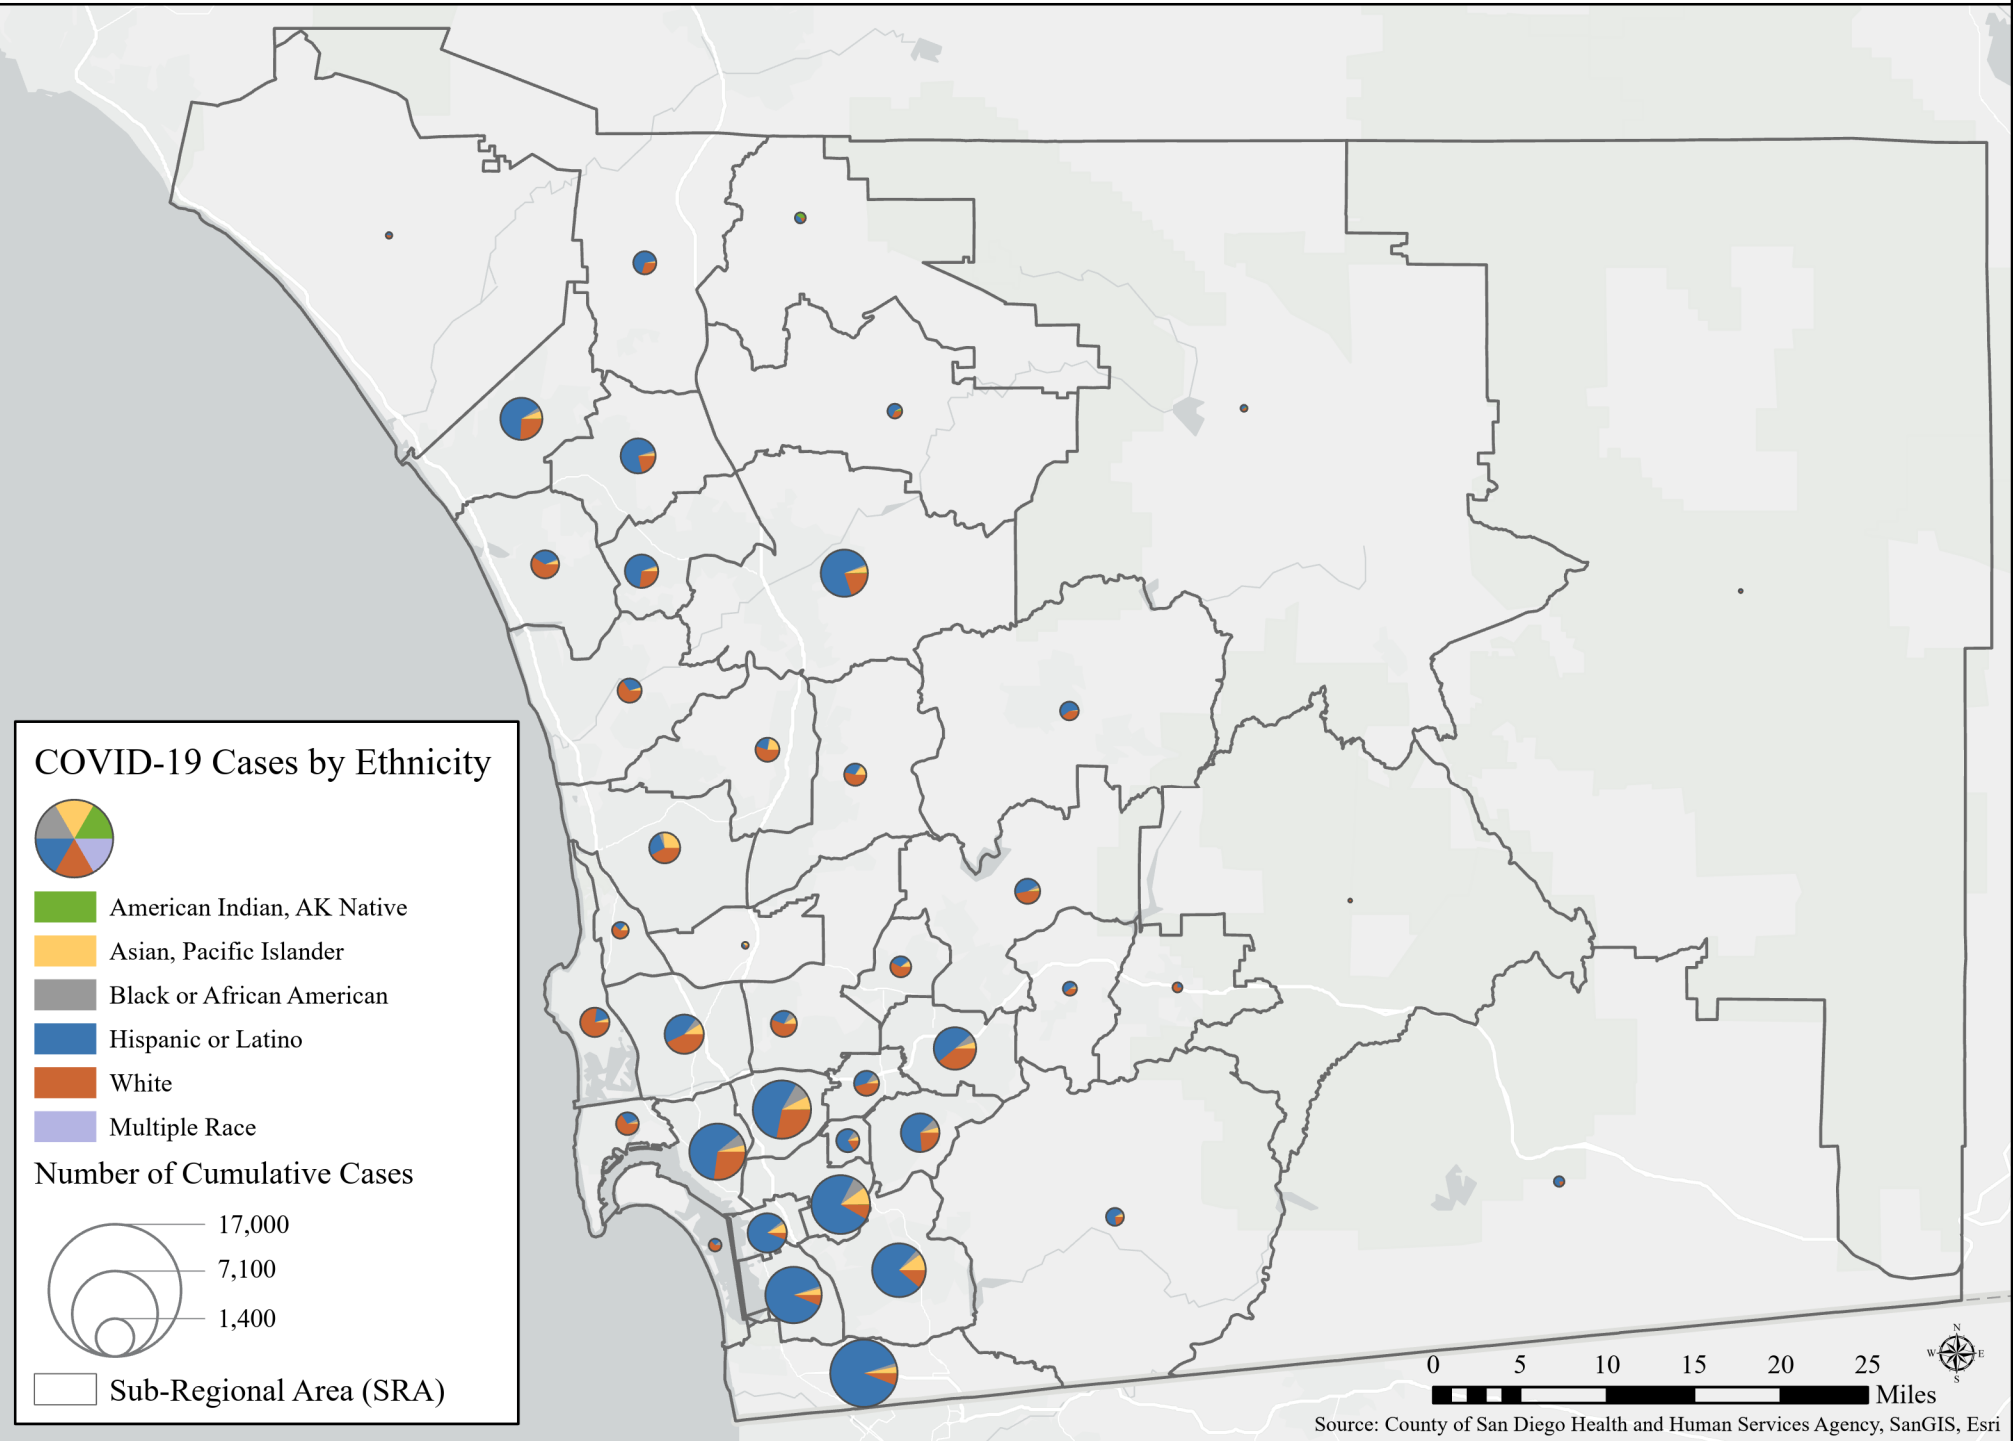 COVID-19 Cases by Ethnicity
American Indian, AK Native
Asian, Pacific Islander
Black or African American
Hispanic or Latino
White
Multiple Race
Number of Cumulative Cases
17,000
7,100
1,400
Sub-Regional Area (SRA)
N
W E
S
0 5 10 15 20 25
Miles
Source: County of San Diego Health and Human Services Agency, SanGIS, Esri